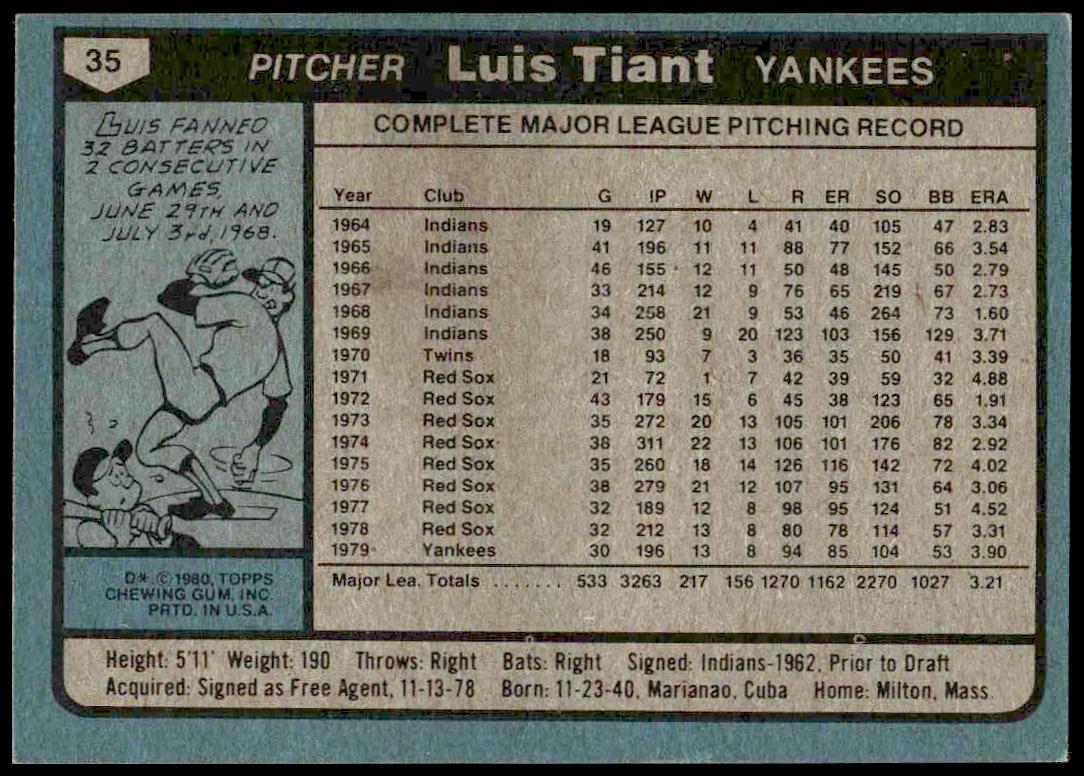 35 PITCHER Luis Tiant YANKEES
LUIS FANNED
32 BATTERS IN
2 CONSECUTIVE
GAMES,
JUNE 29TH AND
JULY 3rd, 1968.
D* © 1980, TOPPS
CHEWING GUM, INC.
PRTD. IN U.S.A.
COMPLETE MAJOR LEAGUE PITCHING RECORD
Year Club G IP W L R ER SO BB ERA
1964 Indians 19 127 10 4 41 40 105 47 2.83
1965 Indians 41 196 11 11 88 77 152 66 3.54
1966 Indians 46 155 12 11 50 48 145 50 2.79
1967 Indians 33 214 12 9 76 65 219 67 2.73
1968 Indians 34 258 21 9 53 46 264 73 1.60
1969 Indians 38 250 9 20 123 103 156 129 3.71
1970 Twins 18 93 7 3 36 35 50 41 3.39
1971 Red Sox 21 72 1 7 42 39 59 32 4.88
1972 Red Sox 43 179 15 6 45 38 123 65 1.91
1973 Red Sox 35 272 20 13 105 101 206 78 3.34
1974 Red Sox 38 311 22 13 106 101 176 82 2.92
1975 Red Sox 35 260 18 14 126 116 142 72 4.02
1976 Red Sox 38 279 21 12 107 95 131 64 3.06
1977 Red Sox 32 189 12 8 98 95 124 51 4.52
1978 Red Sox 32 212 13 8 80 78 114 57 3.31
1979 Yankees 30 196 13 8 94 85 104 53 3.90
Major Lea. Totals ....... 533 3263 217 156 1270 1162 2270 1027 3.21
Height: 5'11' Weight: 190 Throws: Right Bats: Right Signed: Indians-1962, Prior to Draft
Acquired: Signed as Free Agent, 11-13-78 Born: 11-23-40, Marianao, Cuba Home: Milton, Mass.